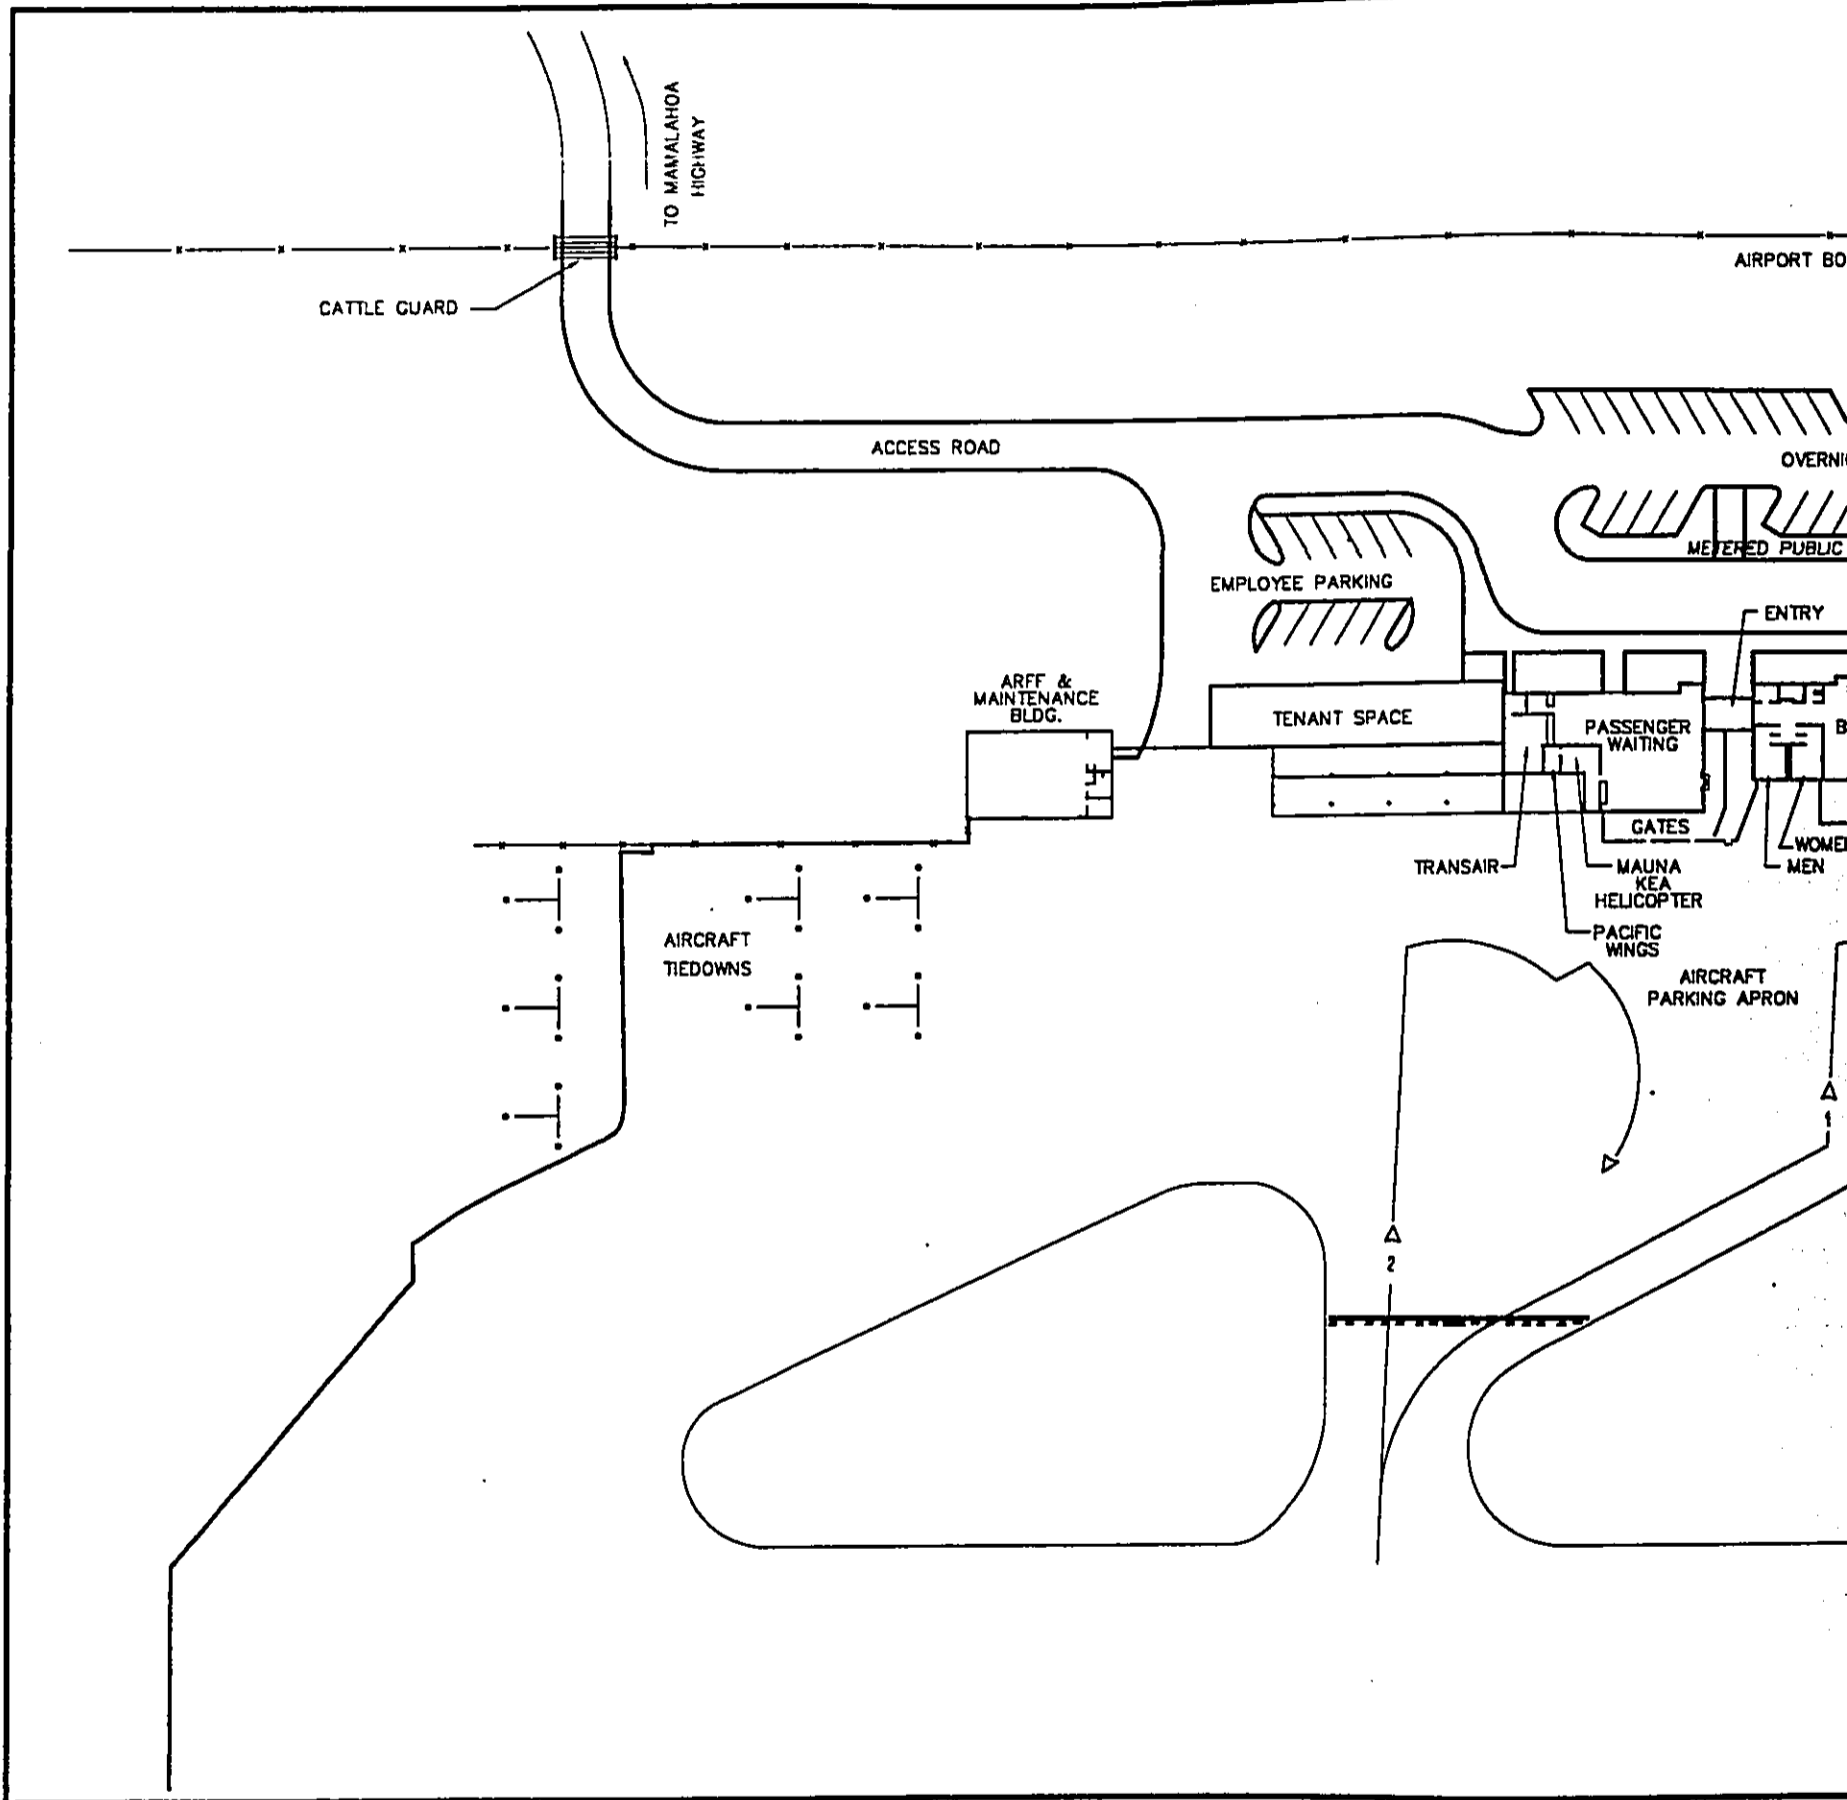 TO MAMALAHOA
HIGHWAY
AIRPORT BO
CATTLE GUARD
ACCESS ROAD
OVERNI
METERED PUBLIC
EMPLOYEE PARKING
ENTRY
ARFF &
MAINTENANCE
BLDG.
TENANT SPACE
PASSENGER
WAITING
B
GATES
WOME
MEN
TRANSAIR
MAUNA
KEA
HELICOPTER
PACIFIC
WINGS
AIRCRAFT
TIEDOWNS
AIRCRAFT
PARKING APRON
1
2